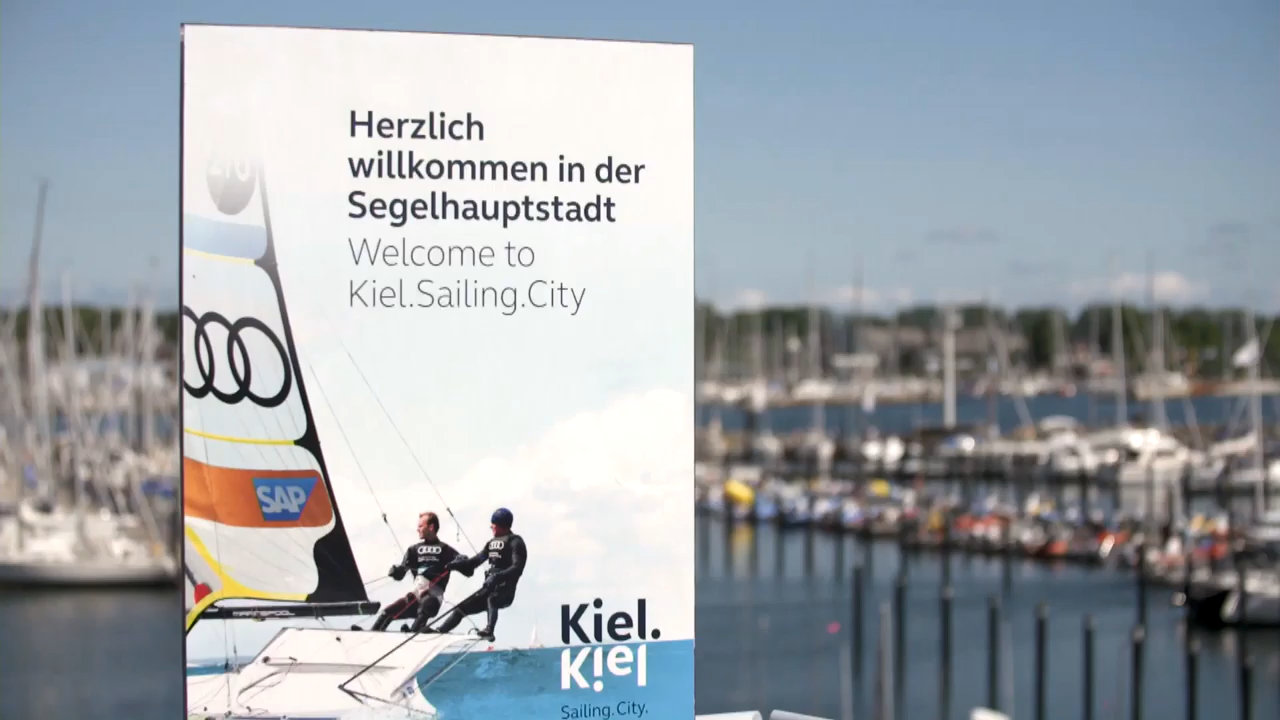 Herzlich
willkommen in der
Segelhauptstadt
Welcome to
Kiel.Sailing.City
SAP
Kiel.
Kiel
Sailing.City.